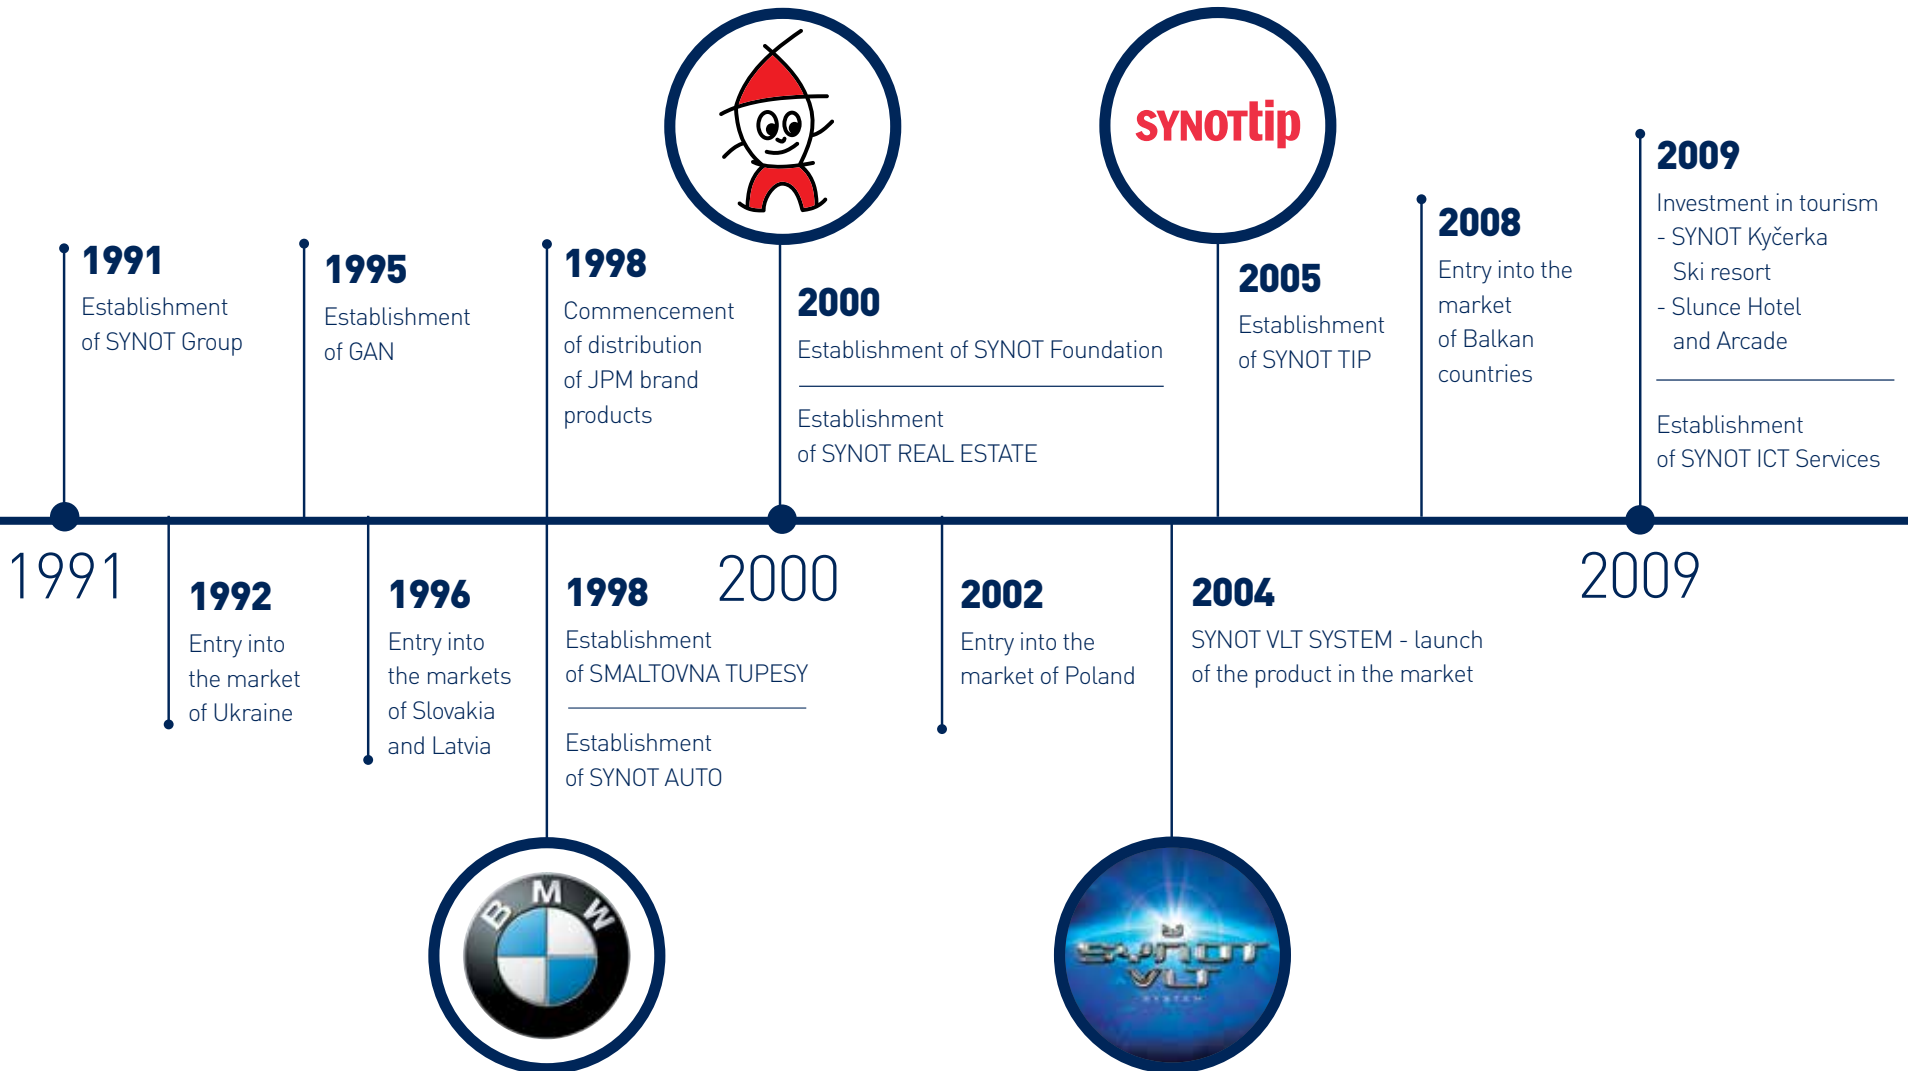 SYNOTtip
2009
Investment in tourism
- SYNOT Kyčerka
Ski resort
- Slunce Hotel
and Arcade
Establishment
of SYNOT ICT Services
2008
Entry into the
market
of Balkan
countries
1991
Establishment
of SYNOT Group
1995
Establishment
of GAN
1998
Commencement
of distribution
of JPM brand
products
2000
Establishment of SYNOT Foundation
Establishment
of SYNOT REAL ESTATE
2005
Establishment
of SYNOT TIP
1991
2000
2009
1992
Entry into
the market
of Ukraine
1996
Entry into
the markets
of Slovakia
and Latvia
1998
Establishment
of SMALTOVNA TUPESY
Establishment
of SYNOT AUTO
2002
Entry into the
market of Poland
2004
SYNOT VLT SYSTEM - launch
of the product in the market
BMW
SYNOT
VLT
SYSTEM